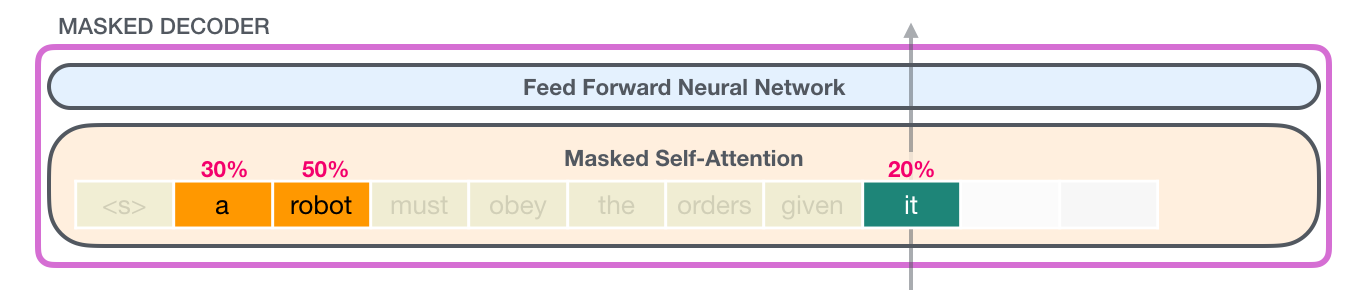 MASKED DECODER
Feed Forward Neural Network
Masked Self-Attention
30% 50% 20%
<s> a robot must obey the orders given it